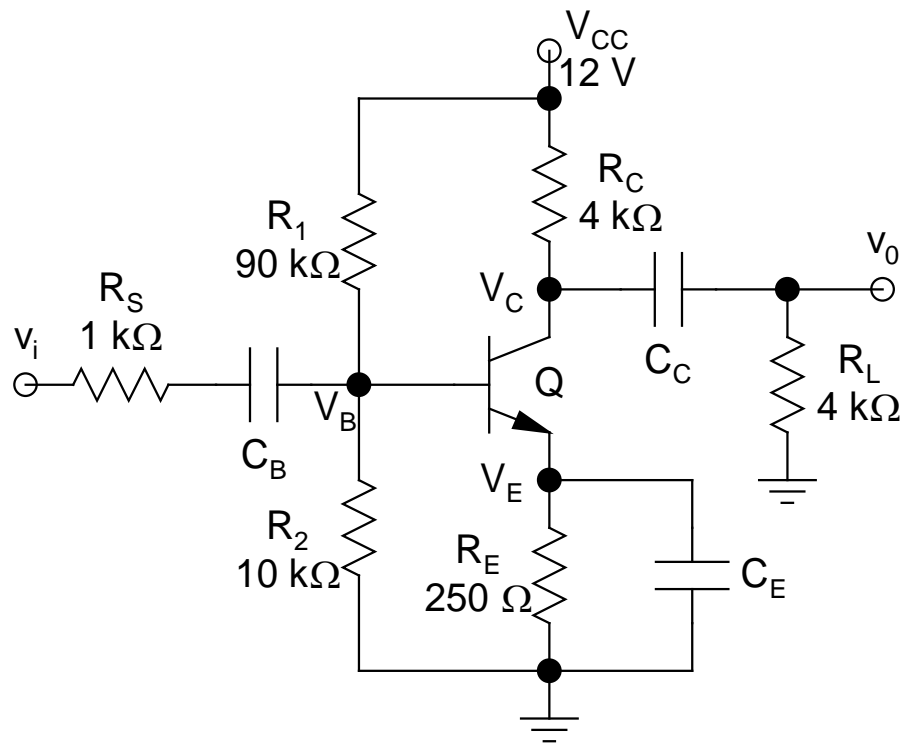 V_CC
12 V
R_C
4 kΩ
R_1
90 kΩ
v_0
R_S
1 kΩ
V_C
v_i
C_C
R_L
4 kΩ
Q
V_B
C_B
V_E
R_2
10 kΩ
R_E
250 Ω
C_E